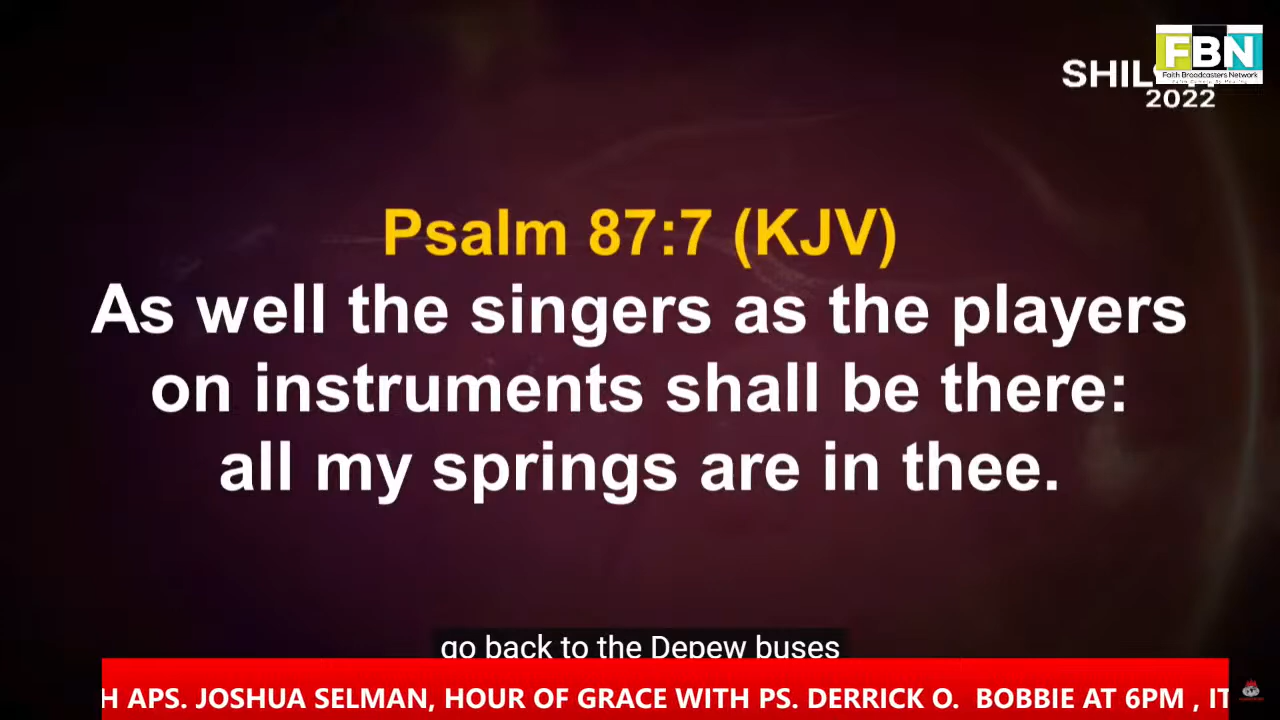 FBN
Faith Broadcasters Network
SHIL
2022
Psalm 87:7 (KJV)
As well the singers as the players
on instruments shall be there:
all my springs are in thee.
go back to the Depew buses
H APS. JOSHUA SELMAN, HOUR OF GRACE WITH PS. DERRICK O. BOBBIE AT 6PM , IT